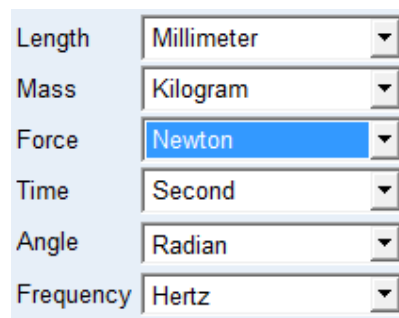 Length Millimeter
Mass Kilogram
Force Newton
Time Second
Angle Radian
Frequency Hertz